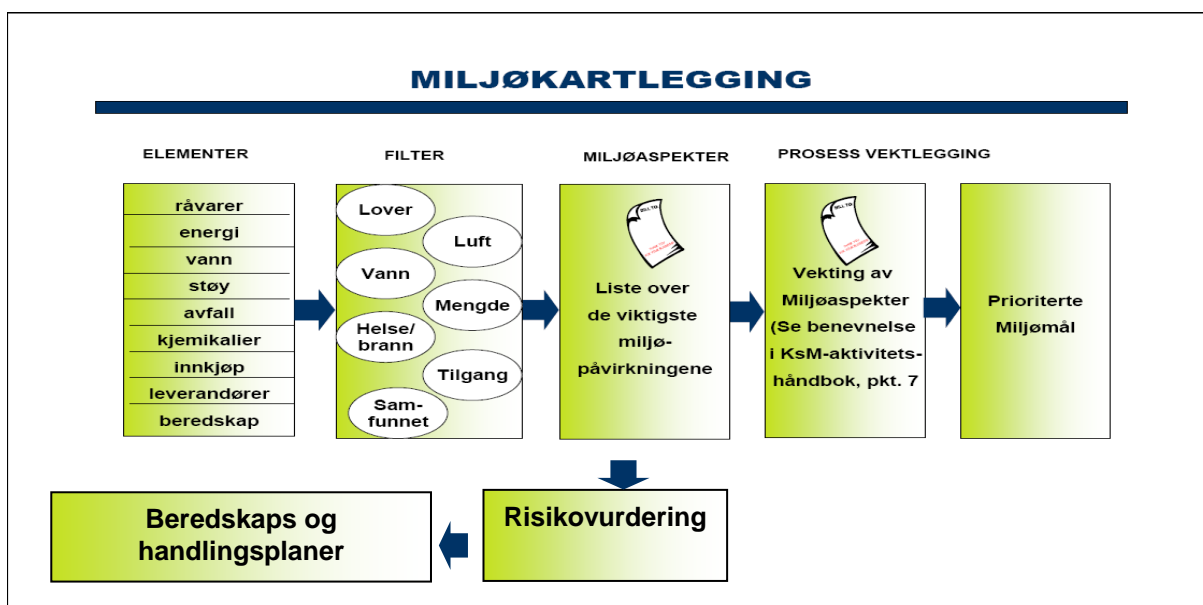 MILJØKARTLEGGING
ELEMENTER
råvarer
energi
vann
støy
avfall
kjemikalier
innkjøp
leverandører
beredskap
FILTER
Lover
Luft
Vann
Mengde
Helse/
brann
Tilgang
Sam-
funnet
MILJØASPEKTER
Liste over
de viktigste
miljø-
påvirkningene
PROSESS VEKTLEGGING
Vekting av
Miljøaspekter
(Se benevnelse
i KsM-aktivitets-
håndbok, pkt. 7
Prioriterte
Miljømål
Risikovurdering
Beredskaps og
handlingsplaner